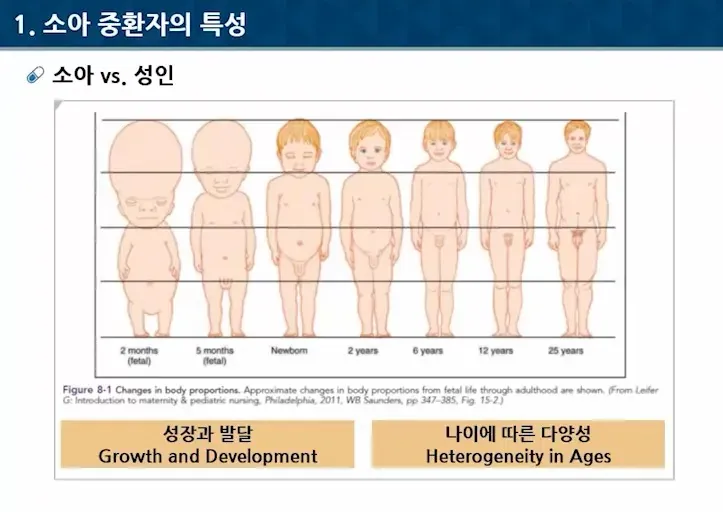 1. 소아 중환자의 특성
소아 vs. 성인
2 months
(fetal)
5 months
(fetal)
Newborn
2 years
6 years
12 years
25 years
Figure 8-1 Changes in body proportions. Approximate changes in body proportions from fetal life through adulthood are shown. (From Leifer
G: Introduction to maternity & pediatric nursing, Philadelphia, 2011, WB Saunders, pp 347–385, Fig. 15-2.)
성장과 발달
Growth and Development
나이에 따른 다양성
Heterogeneity in Ages